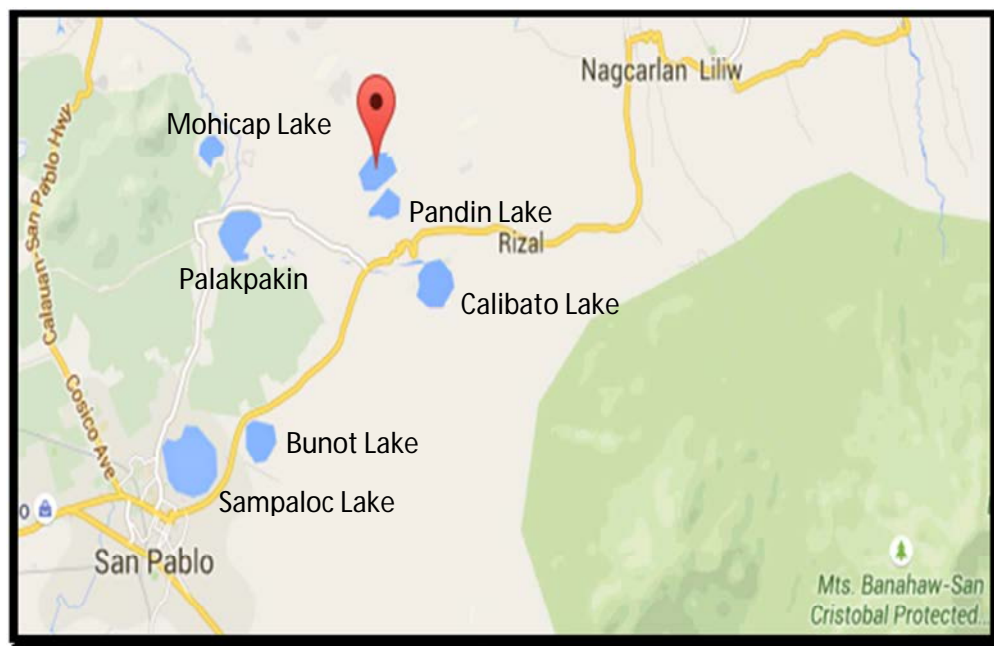 Nagcarlan Liliw
Mohicap Lake
Calauan-San Pablo Hwy
Pandin Lake
Rizal
Palakpakin
Calibato Lake
Cosico Ave
Bunot Lake
Sampaloc Lake
San Pablo
Mts. Banahaw-San
Cristobal Protected...